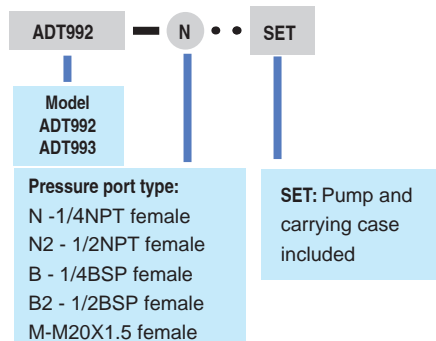 ADT992 — N • • SET
Model
ADT992
ADT993
Pressure port type:
N -1/4NPT female
N2 - 1/2NPT female
B - 1/4BSP female
B2 - 1/2BSP female
M-M20X1.5 female
SET: Pump and
carrying case
included